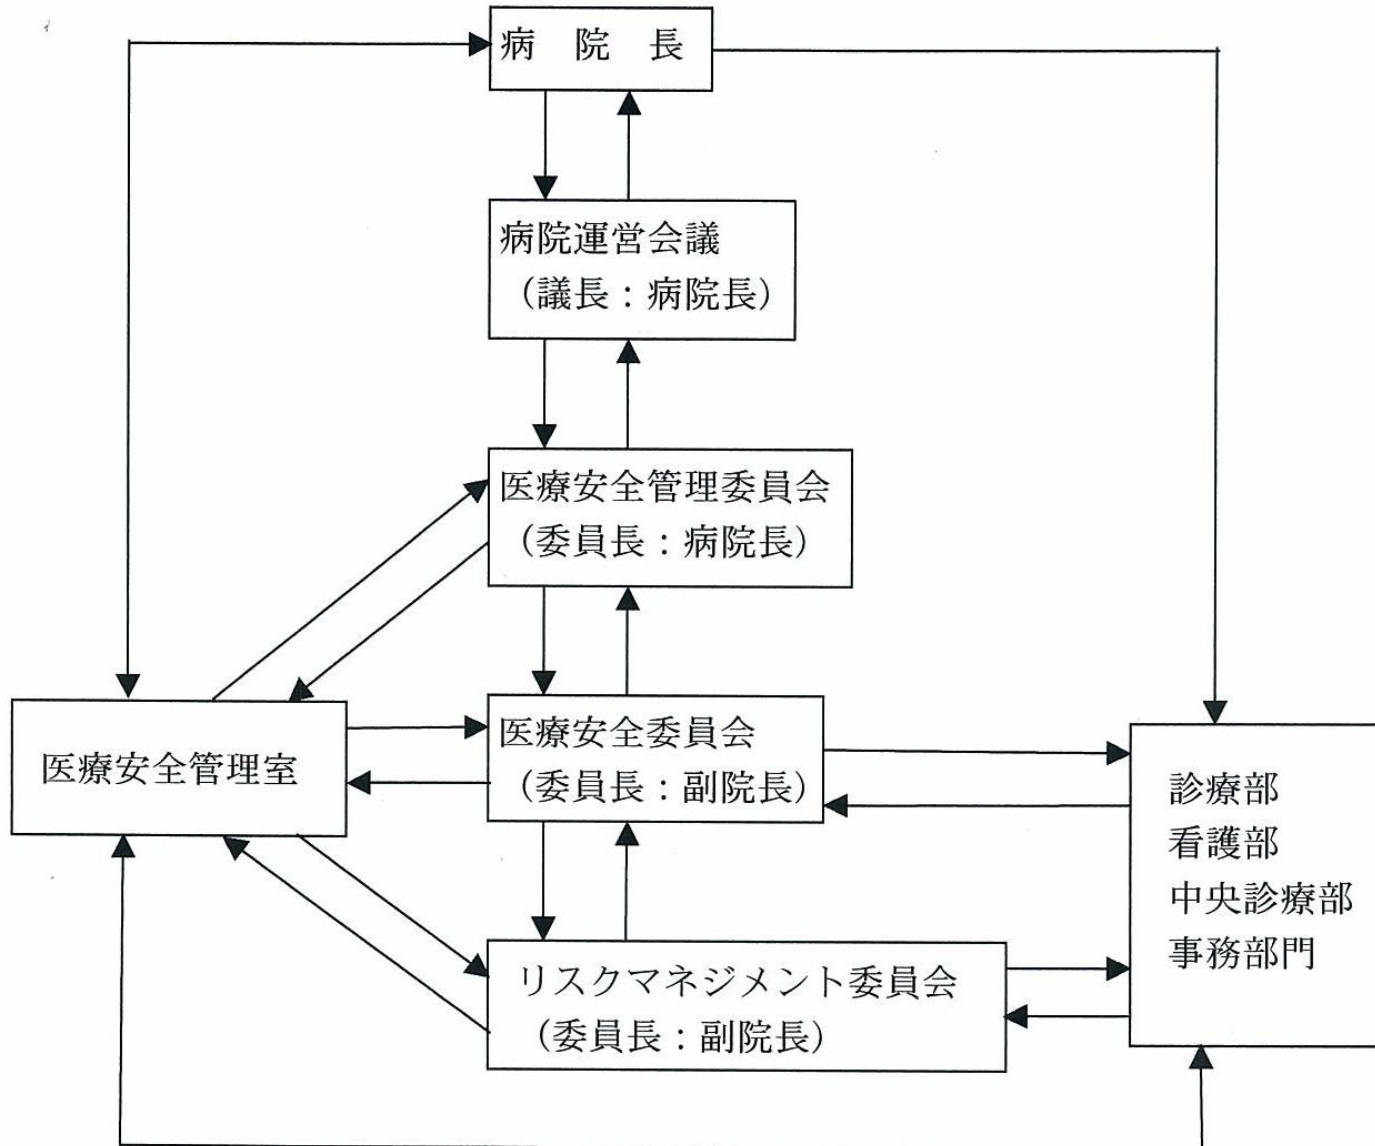 病　院　長
病院運営会議
（議長：病院長）
医療安全管理委員会
（委員長：病院長）
医療安全管理室
医療安全委員会
（委員長：副院長）
診療部
看護部
中央診療部
事務部門
リスクマネジメント委員会
（委員長：副院長）